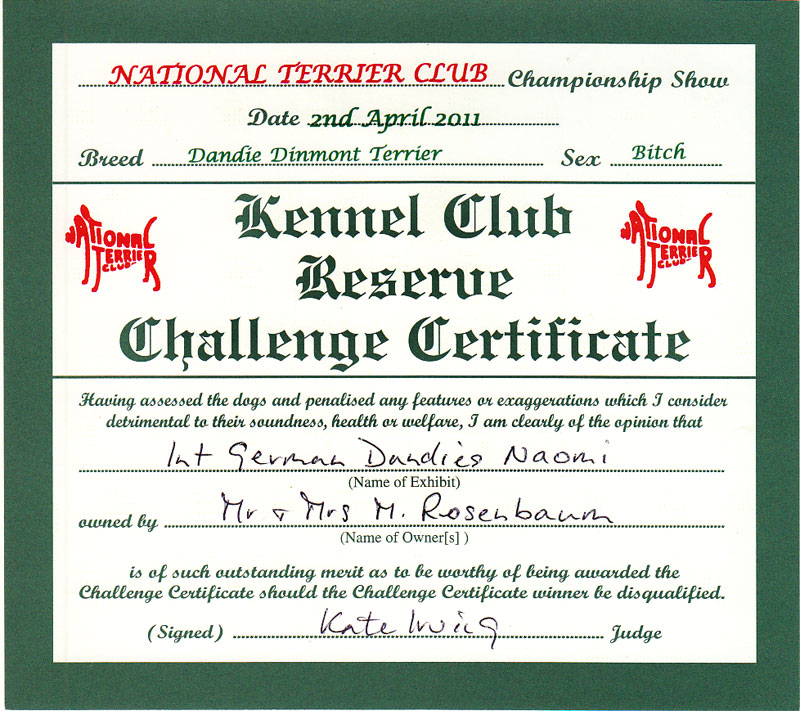 NATIONAL TERRIER CLUB Championship Show
Date 2nd April 2011
Breed Dandie Dinmont Terrier Sex Bitch
NATIONAL TERRIER CLUB
Kennel Club
Reserve
Challenge Certificate
NATIONAL TERRIER CLUB
Having assessed the dogs and penalised any features or exaggerations which I consider
detrimental to their soundness, health or welfare, I am clearly of the opinion that
Int German Dandies Naomi
(Name of Exhibit)
owned by Mr & Mrs M. Rosenbaum
(Name of Owner[s] )
is of such outstanding merit as to be worthy of being awarded the
Challenge Certificate should the Challenge Certificate winner be disqualified.
(Signed) Kate Irving Judge